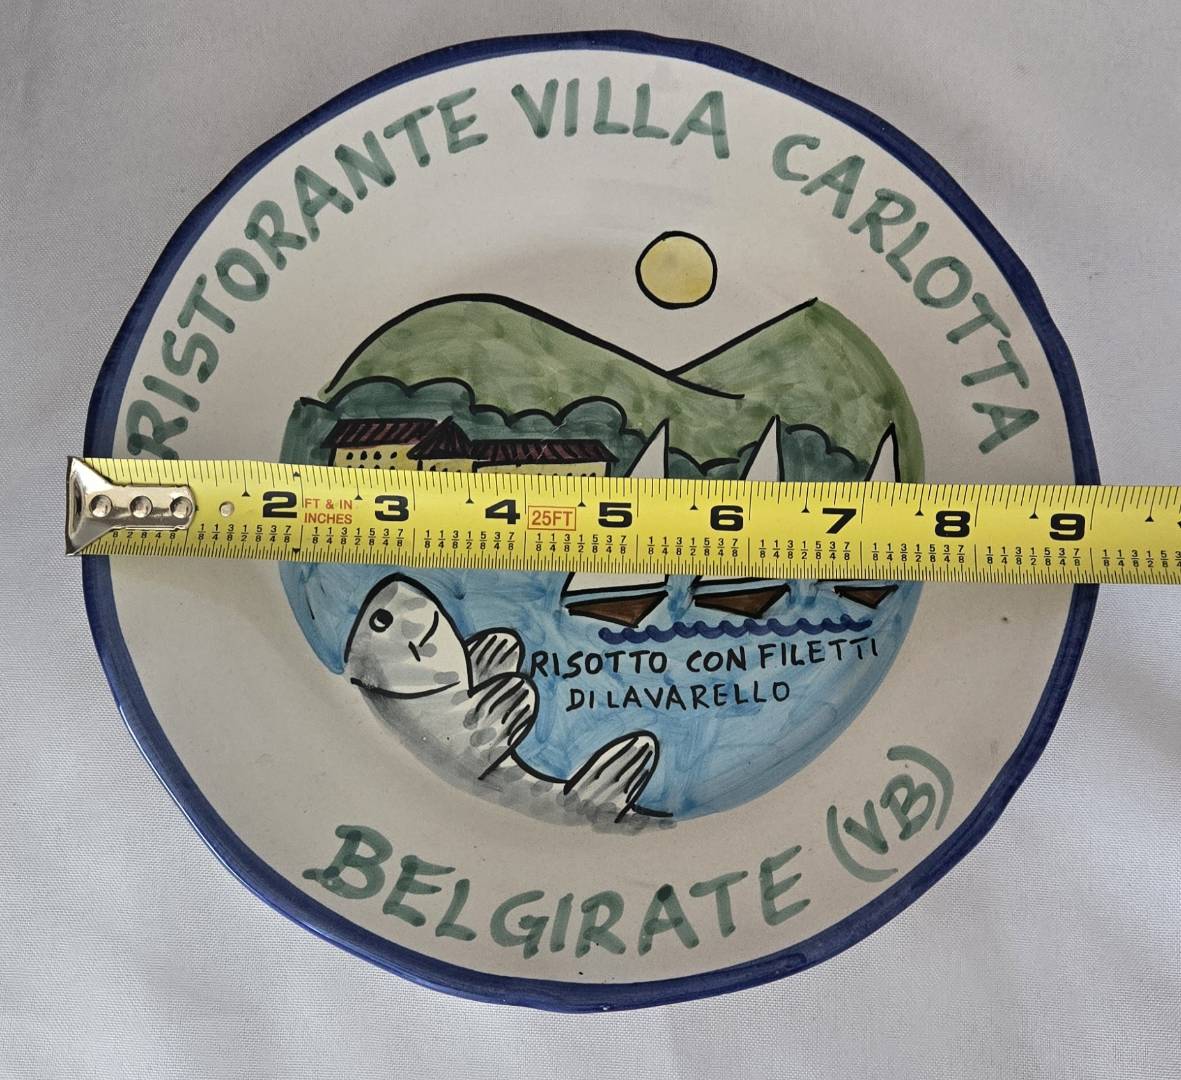 RISTORANTE VILLA CARLOTTA
2 FT & IN INCHES 3 4 25FT 5 6 7 8 9
RISOTTO CON FILETTI
DI LAVARELLO
BELGIRATE (VB)